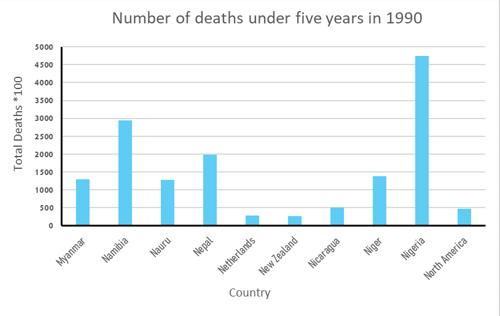 Number of deaths under five years in 1990
Total Deaths *100
5000
4500
4000
3500
3000
2500
2000
1500
1000
500
0
Myanmar
Namibia
Nauru
Nepal
Netherlands
New Zealand
Nicaragua
Niger
Nigeria
North America
Country